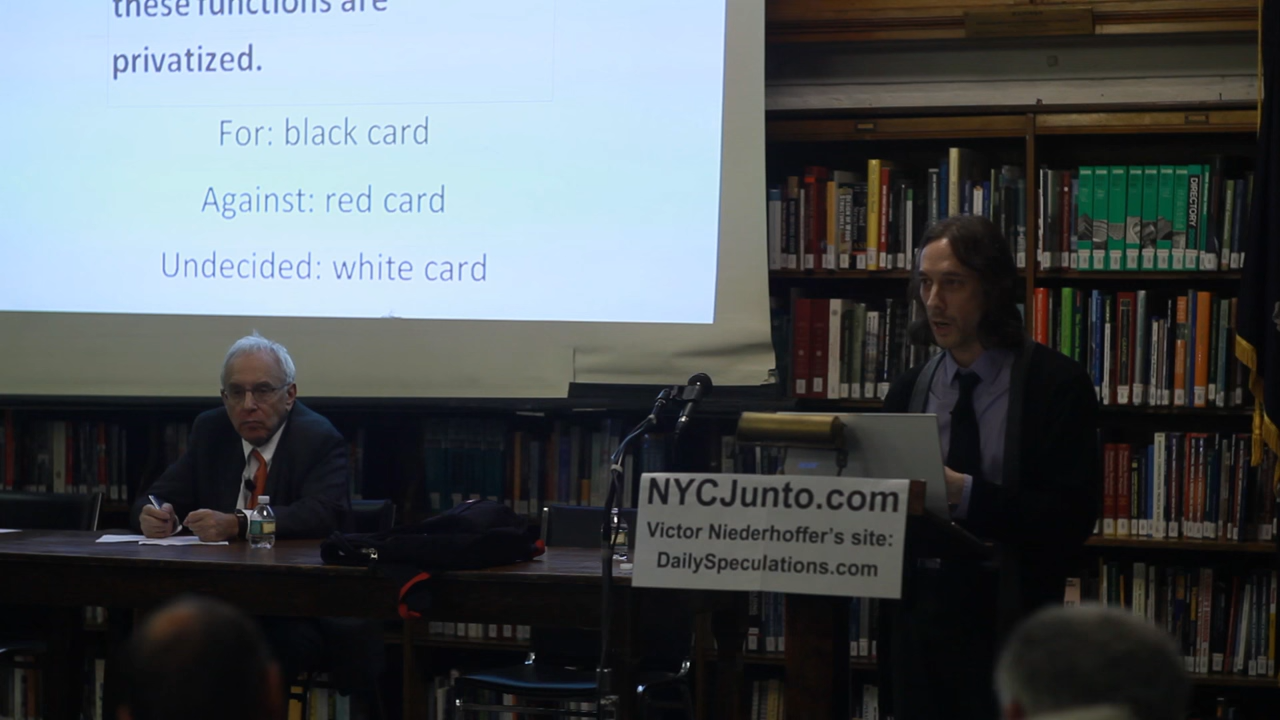 these functions are
privatized.
For: black card
Against: red card
Undecided: white card
DIRECTORY
NYCJunto.com
Victor Niederhoffer's site:
DailySpeculations.com